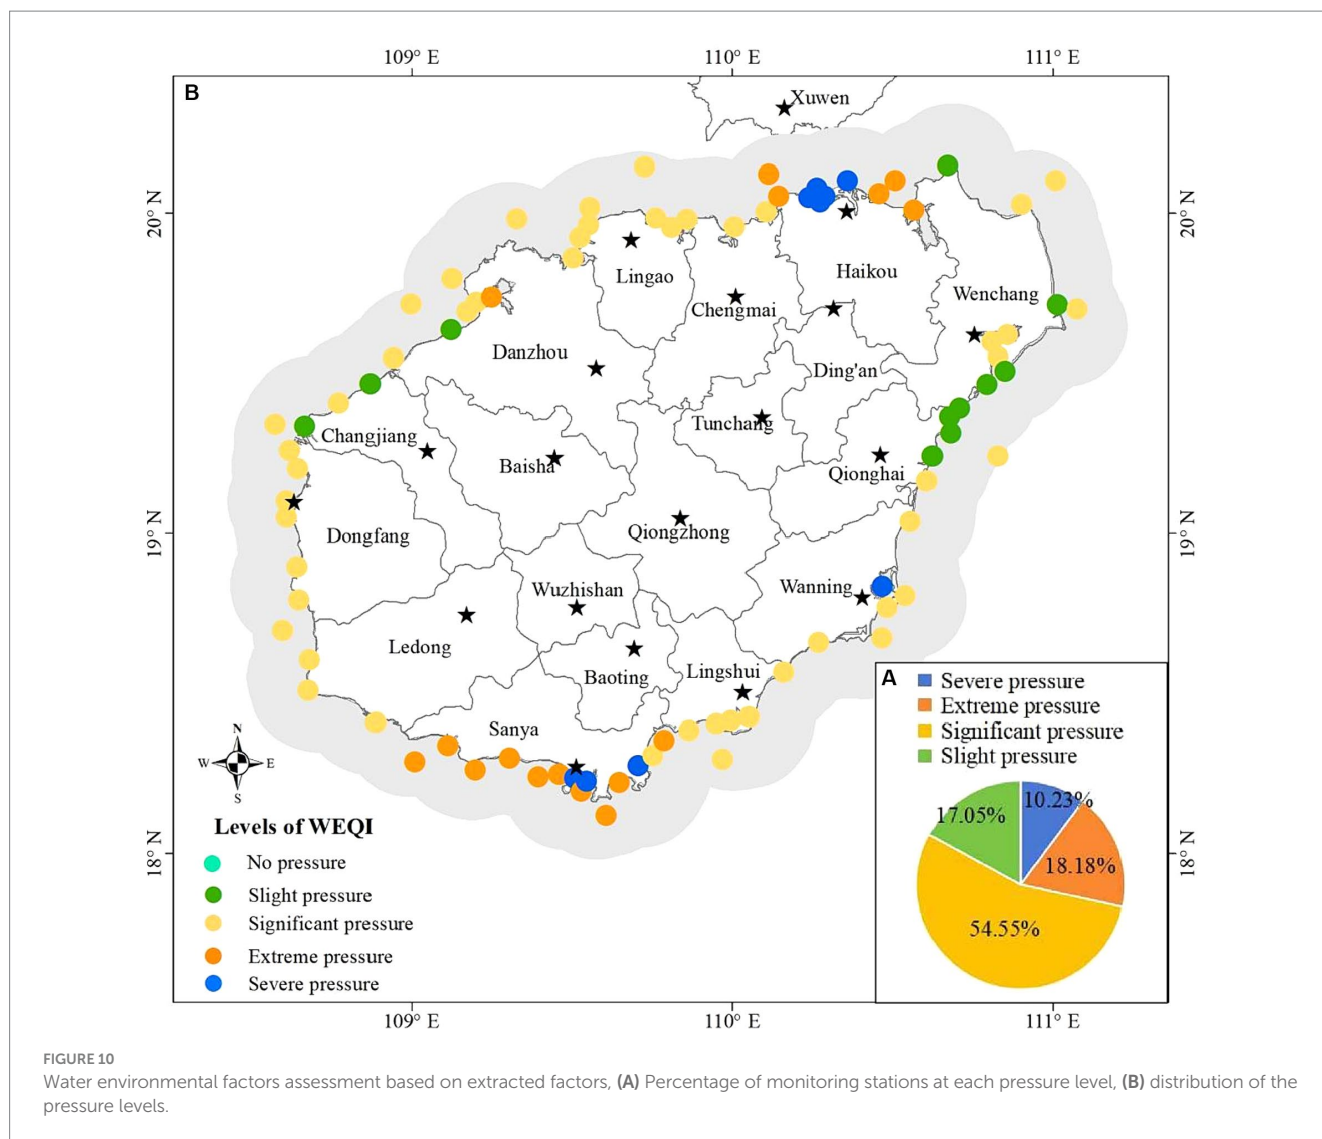 109° E
110° E
111° E
B
Xuwen
20° N
20° N
Lingao
Haikou
Chengmai
Wenchang
Danzhou
Ding'an
Tunchang
Changjiang
Baisha
Qionghai
19° N
19° N
Dongfang
Qiongzhong
Wuzhishan
Wanning
Ledong
Baoting
Lingshui
Sanya
N
W
E
S
Levels of WEQI
No pressure
Slight pressure
Significant pressure
Extreme pressure
Severe pressure
18° N
18° N
A
Severe pressure
Extreme pressure
Significant pressure
Slight pressure
10.23%
17.05%
18.18%
54.55%
109° E
110° E
111° E
FIGURE 10
Water environmental factors assessment based on extracted factors, (A) Percentage of monitoring stations at each pressure level, (B) distribution of the
pressure levels.